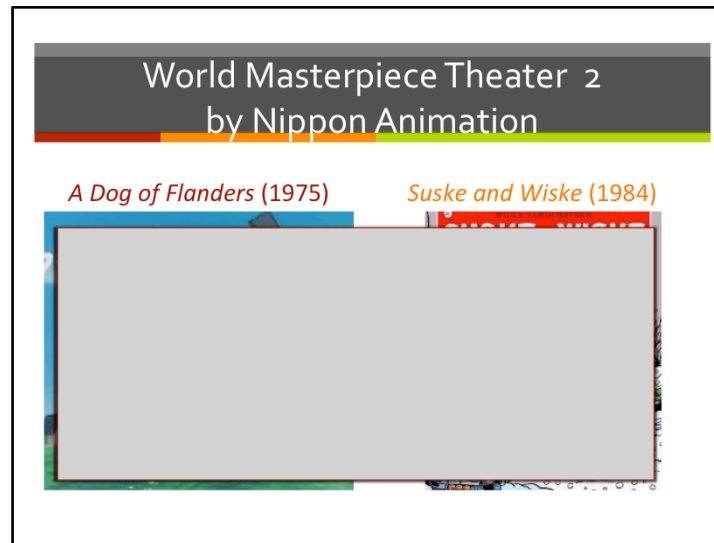 World Masterpiece Theater 2
by Nippon Animation
A Dog of Flanders (1975)
Suske and Wiske (1984)